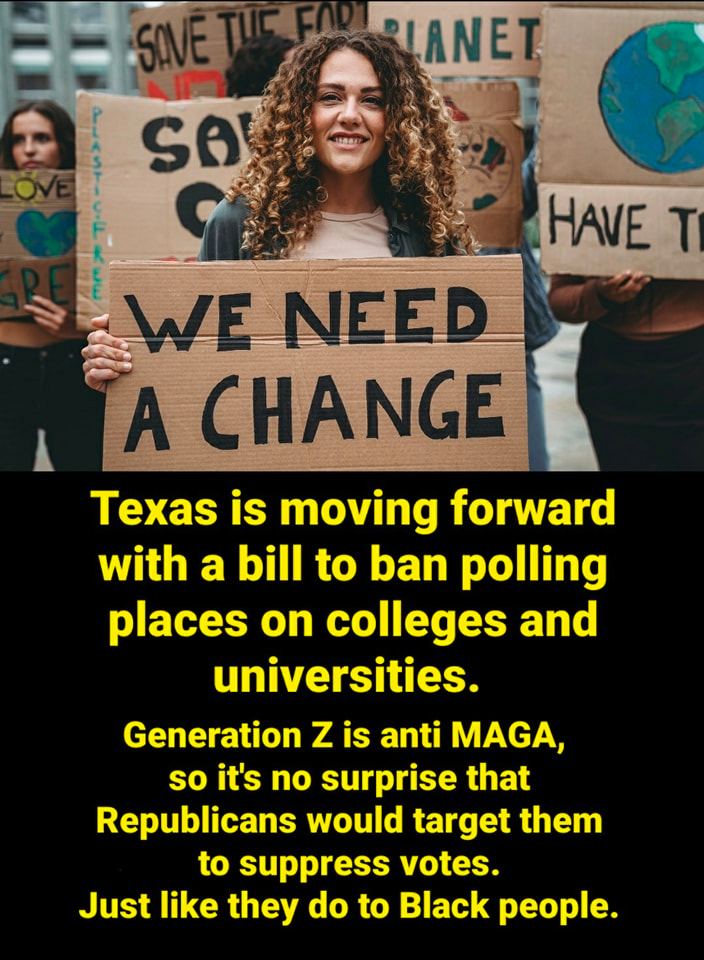 SAVE THE
PLANET
LOVE
SA
PLASTIC FREE
HAVE
WE NEED
A CHANGE
Texas is moving forward
with a bill to ban polling
places on colleges and
universities.
Generation Z is anti MAGA,
so it's no surprise that
Republicans would target them
to suppress votes.
Just like they do to Black people.